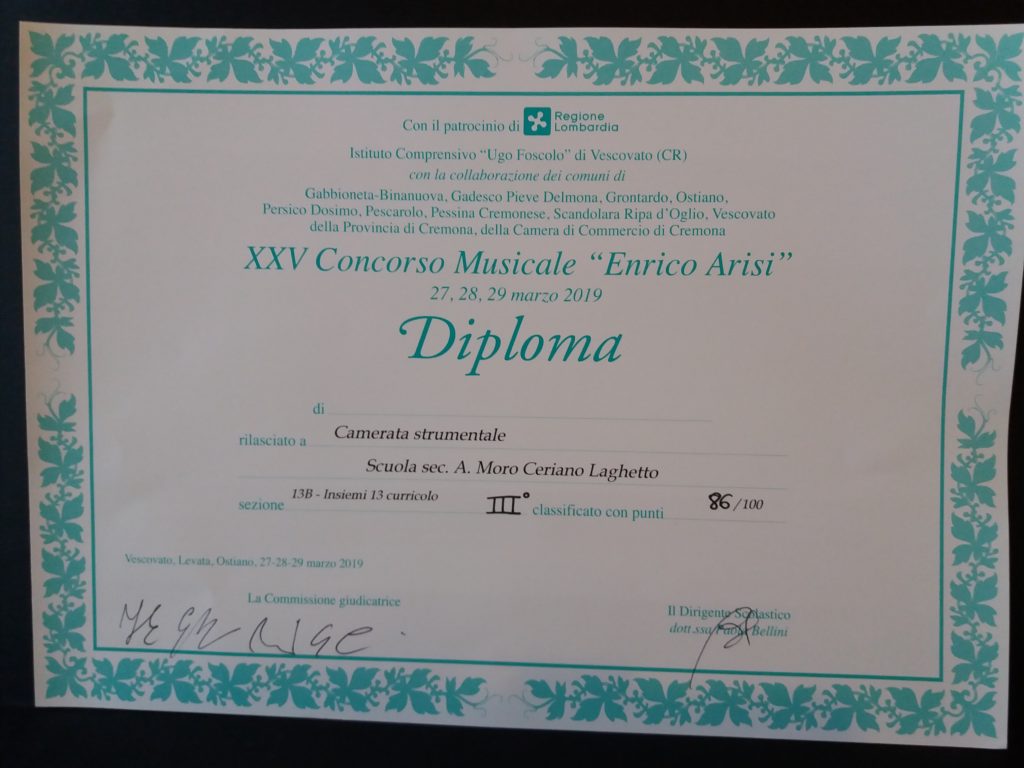 Con il patrocinio di Regione Lombardia
Istituto Comprensivo “Ugo Foscolo” di Vescovato (CR)
con la collaborazione dei comuni di
Gabbioneta-Binanuova, Gadesco Pieve Delmona, Grontardo, Ostiano,
Persico Dosimo, Pescarolo, Pessina Cremonese, Scandolara Ripa d’Oglio, Vescovato
della Provincia di Cremona, della Camera di Commercio di Cremona
XXV Concorso Musicale “Enrico Arisi”
27, 28, 29 marzo 2019
Diploma
di
rilasciato a Camerata strumentale
Scuola sec. A. Moro Ceriano Laghetto
sezione 13B - Insiemi 13 curricolo III° classificato con punti 86/100
Vescovato, Levata, Ostiano, 27-28-29 marzo 2019
La Commissione giudicatrice
Il Dirigente Scolastico
dott.ssa Paola Bellini